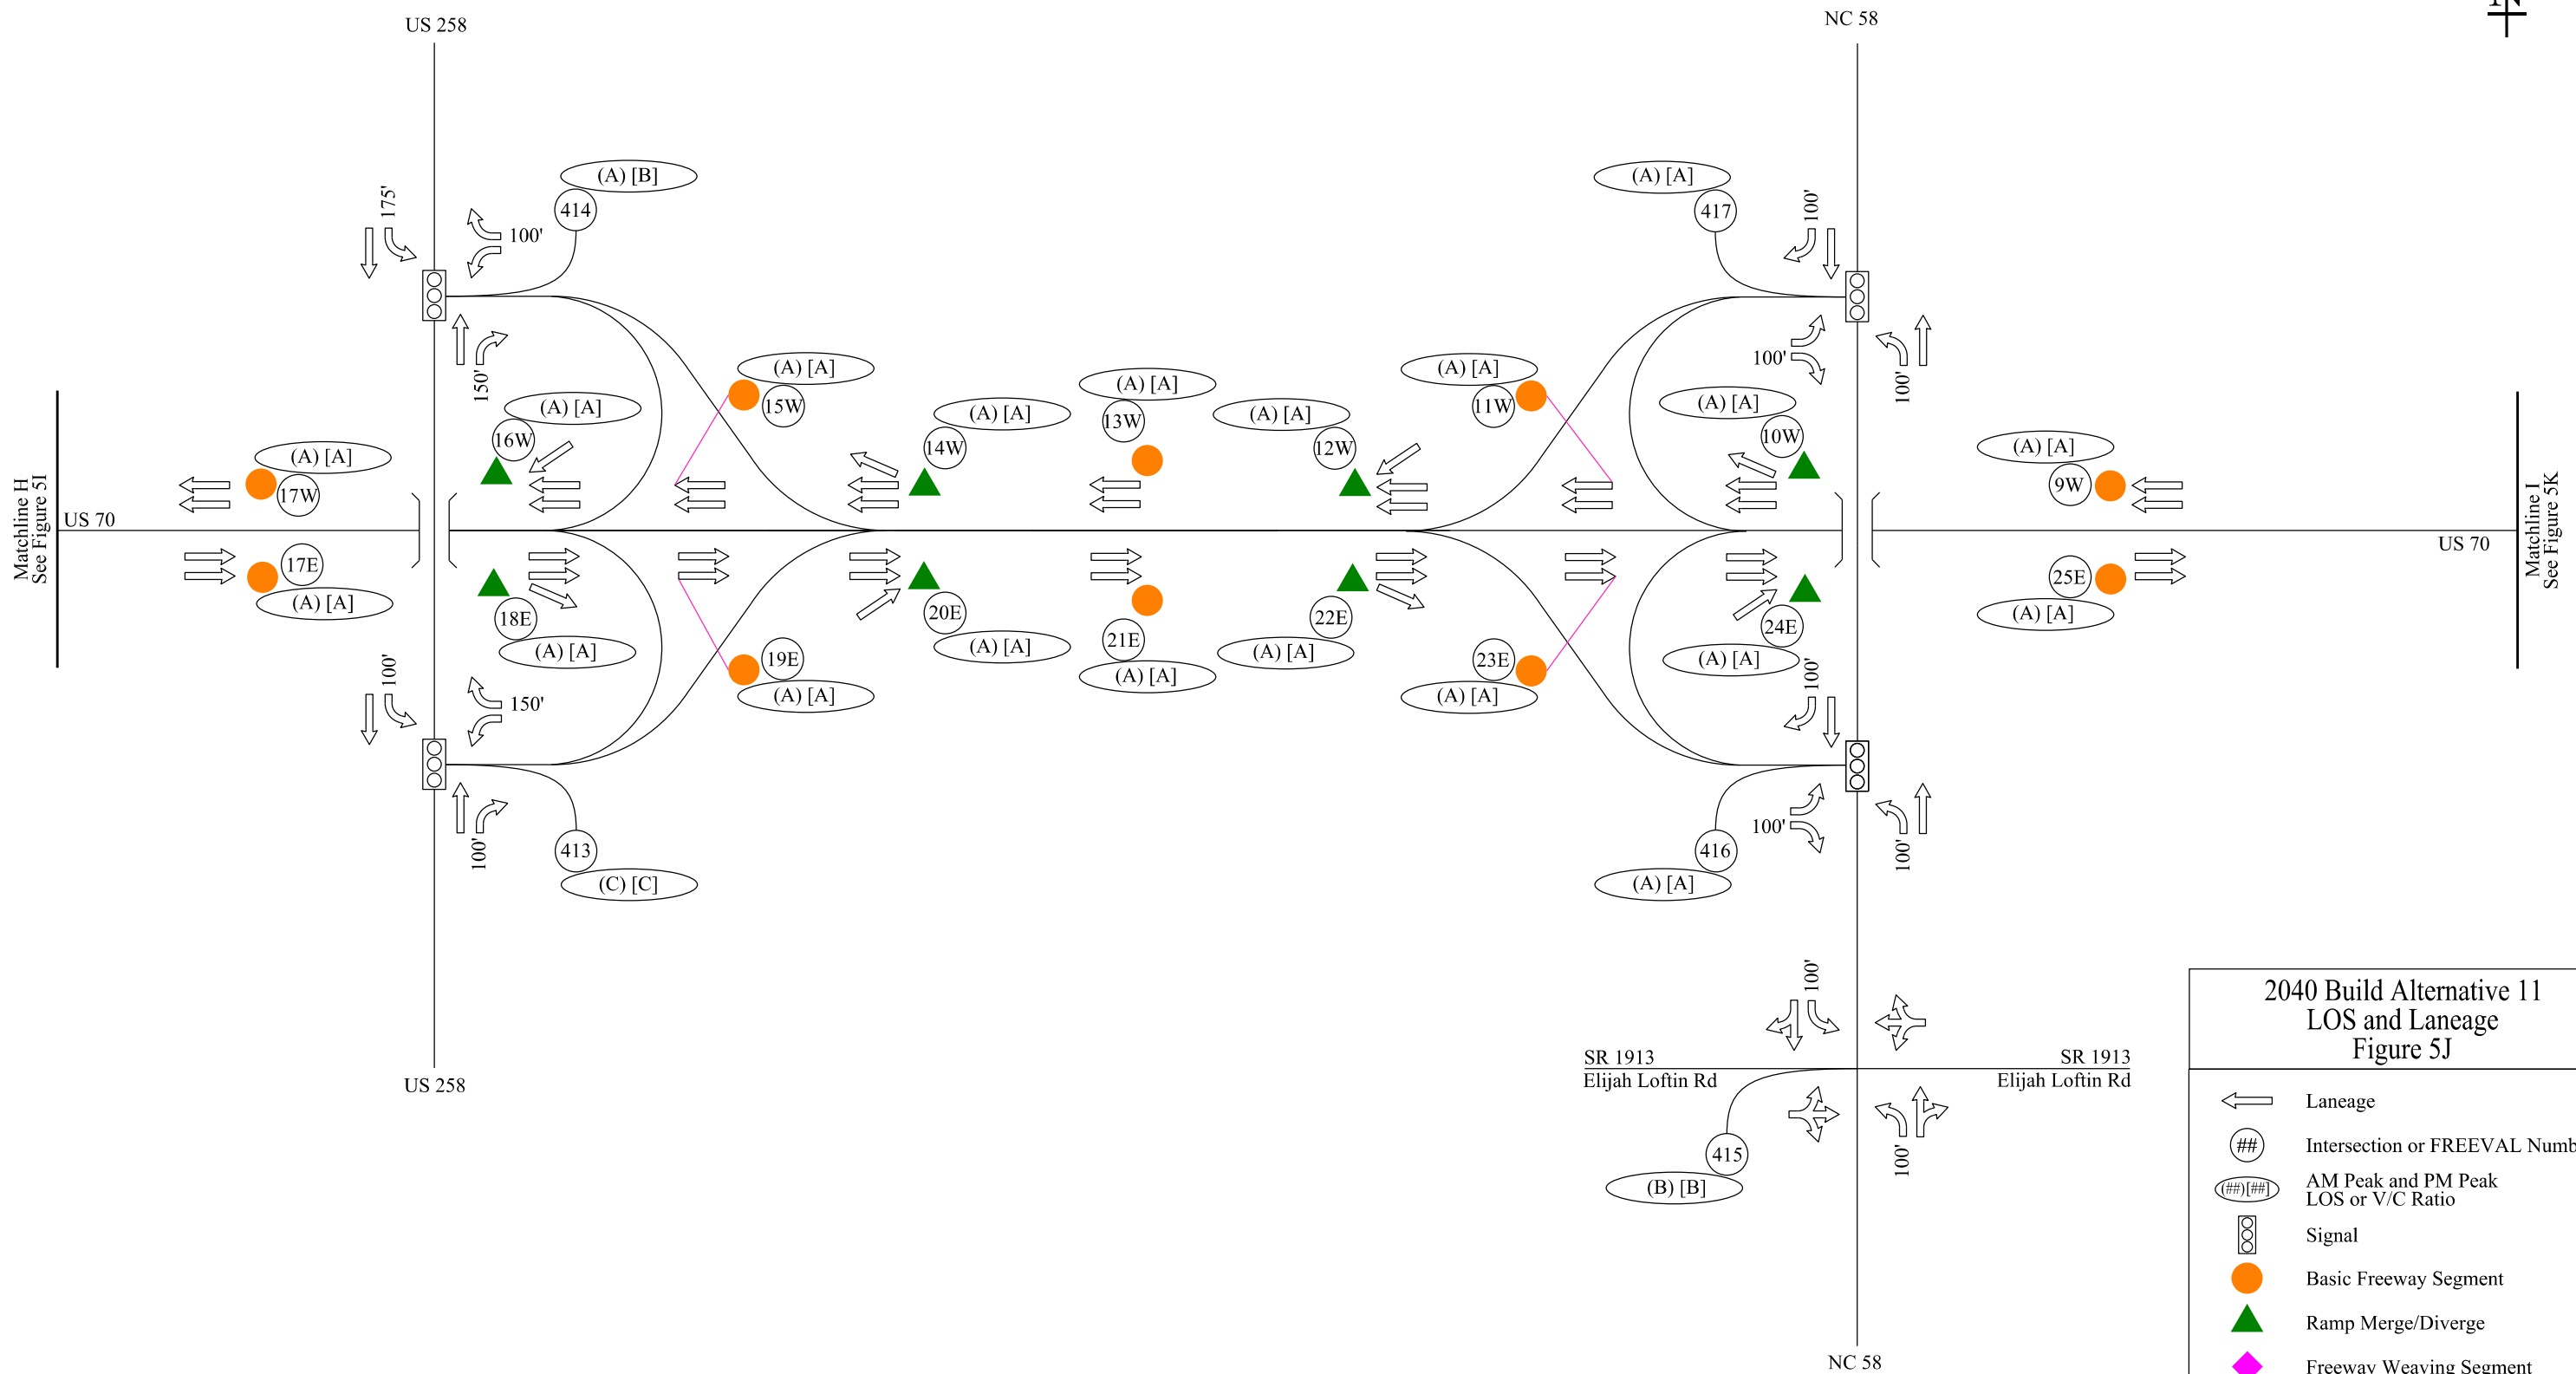 US 258
NC 58
N
(A) [B]
414
175'
100'
150'
(A) [A]
417
100'
100'
100'
(A) [A]
15W
(A) [A]
16W
(A) [A]
14W
(A) [A]
13W
(A) [A]
12W
(A) [A]
11W
(A) [A]
10W
(A) [A]
9W
(A) [A]
17W
Matchline H
See Figure 5I
US 70
US 70
Matchline I
See Figure 5K
17E
(A) [A]
18E
(A) [A]
19E
(A) [A]
20E
(A) [A]
21E
(A) [A]
22E
(A) [A]
23E
(A) [A]
24E
(A) [A]
25E
(A) [A]
100'
150'
100'
413
(C) [C]
100'
100'
100'
416
(A) [A]
US 258
100'
SR 1913
Elijah Loftin Rd
SR 1913
Elijah Loftin Rd
100'
415
(B) [B]
NC 58
2040 Build Alternative 11
LOS and Laneage
Figure 5J
Laneage
##
Intersection or FREEVAL Numb
(##)[##]
AM Peak and PM Peak
LOS or V/C Ratio
Signal
Basic Freeway Segment
Ramp Merge/Diverge
Freeway Weaving Segment